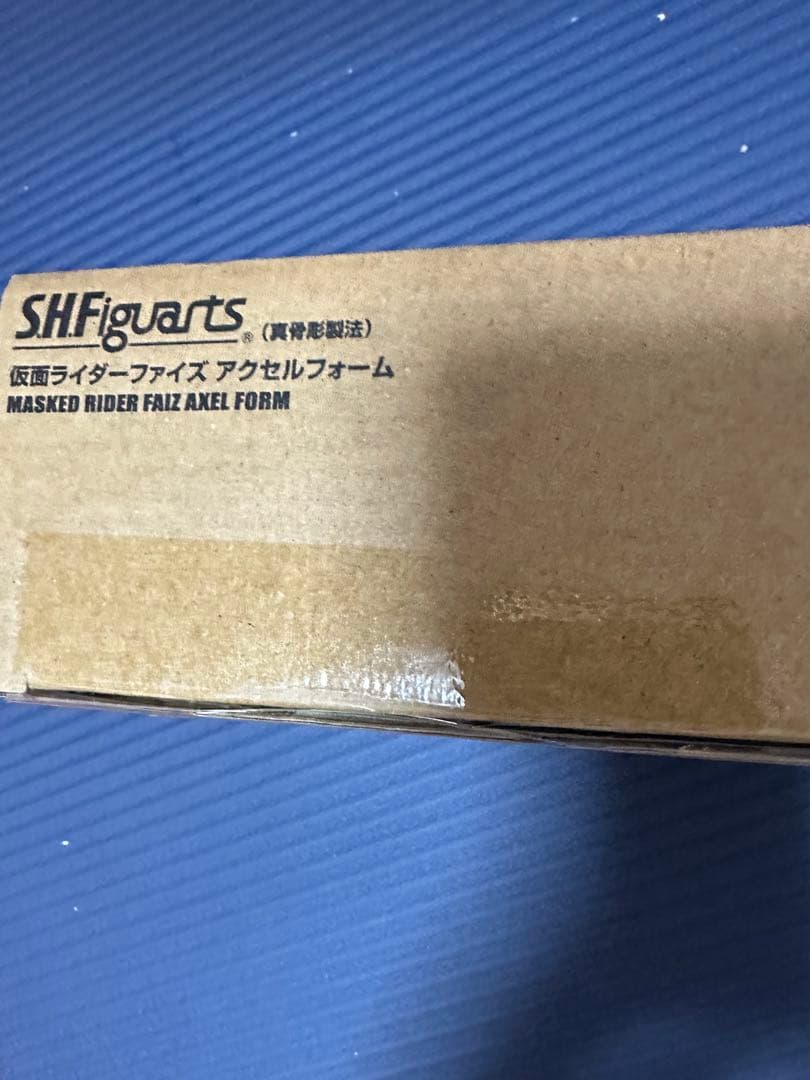 S.H.Figuarts® (真骨彫製法)
仮面ライダーファイズ アクセルフォーム
MASKED RIDER FAIZ AXEL FORM